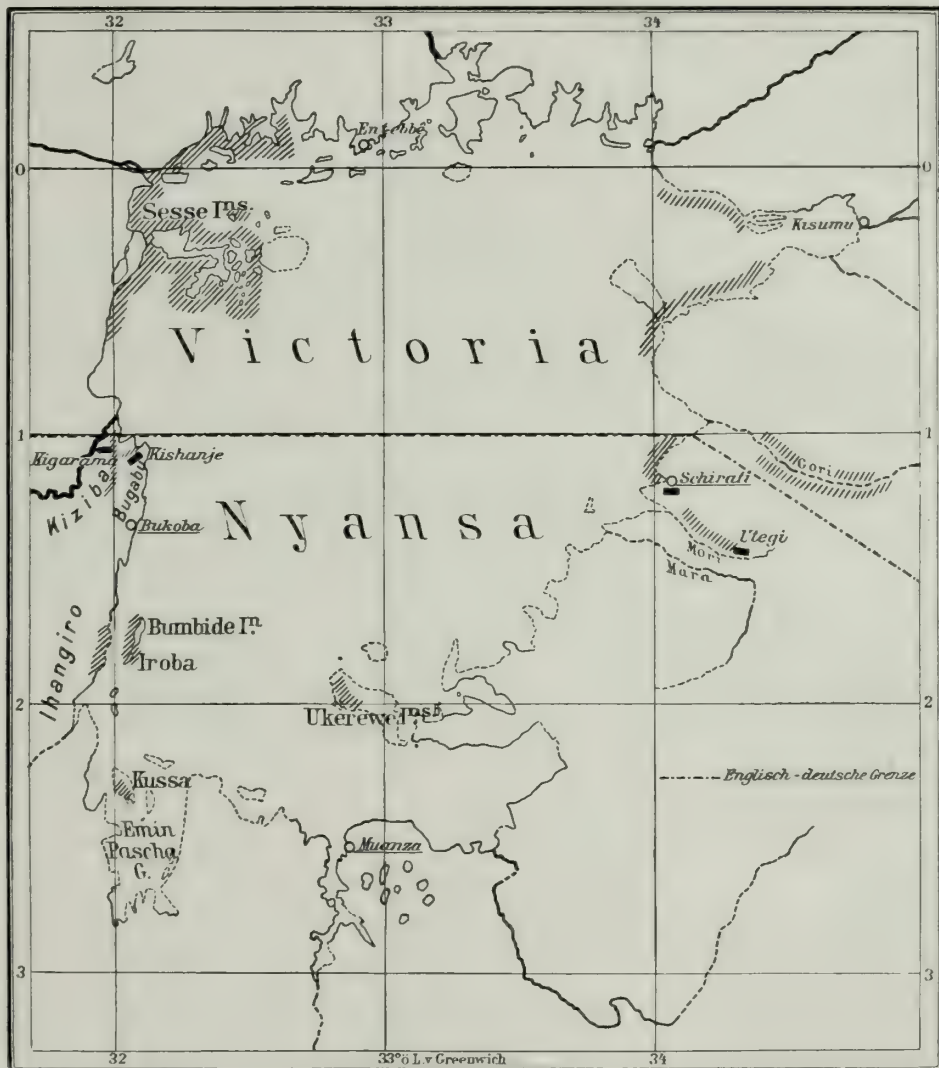 32 33 34
Entebbe
0 0
Sesse Ins.
Kisumu
Victoria
1 1
Kigarama Kishanje
Gori
Kiziba
Bugabu
Schirati
Bukoba
Nyansa
Utegi
Mori
Mara
Ihangiro
Bumbide In.
Iroba
2 2
Ukerewe Ins.
Englisch-deutsche Grenze
Kussa
Emin
Pascha
G.
Muanza
3 3
32 33° ö L. v Greenwich 34